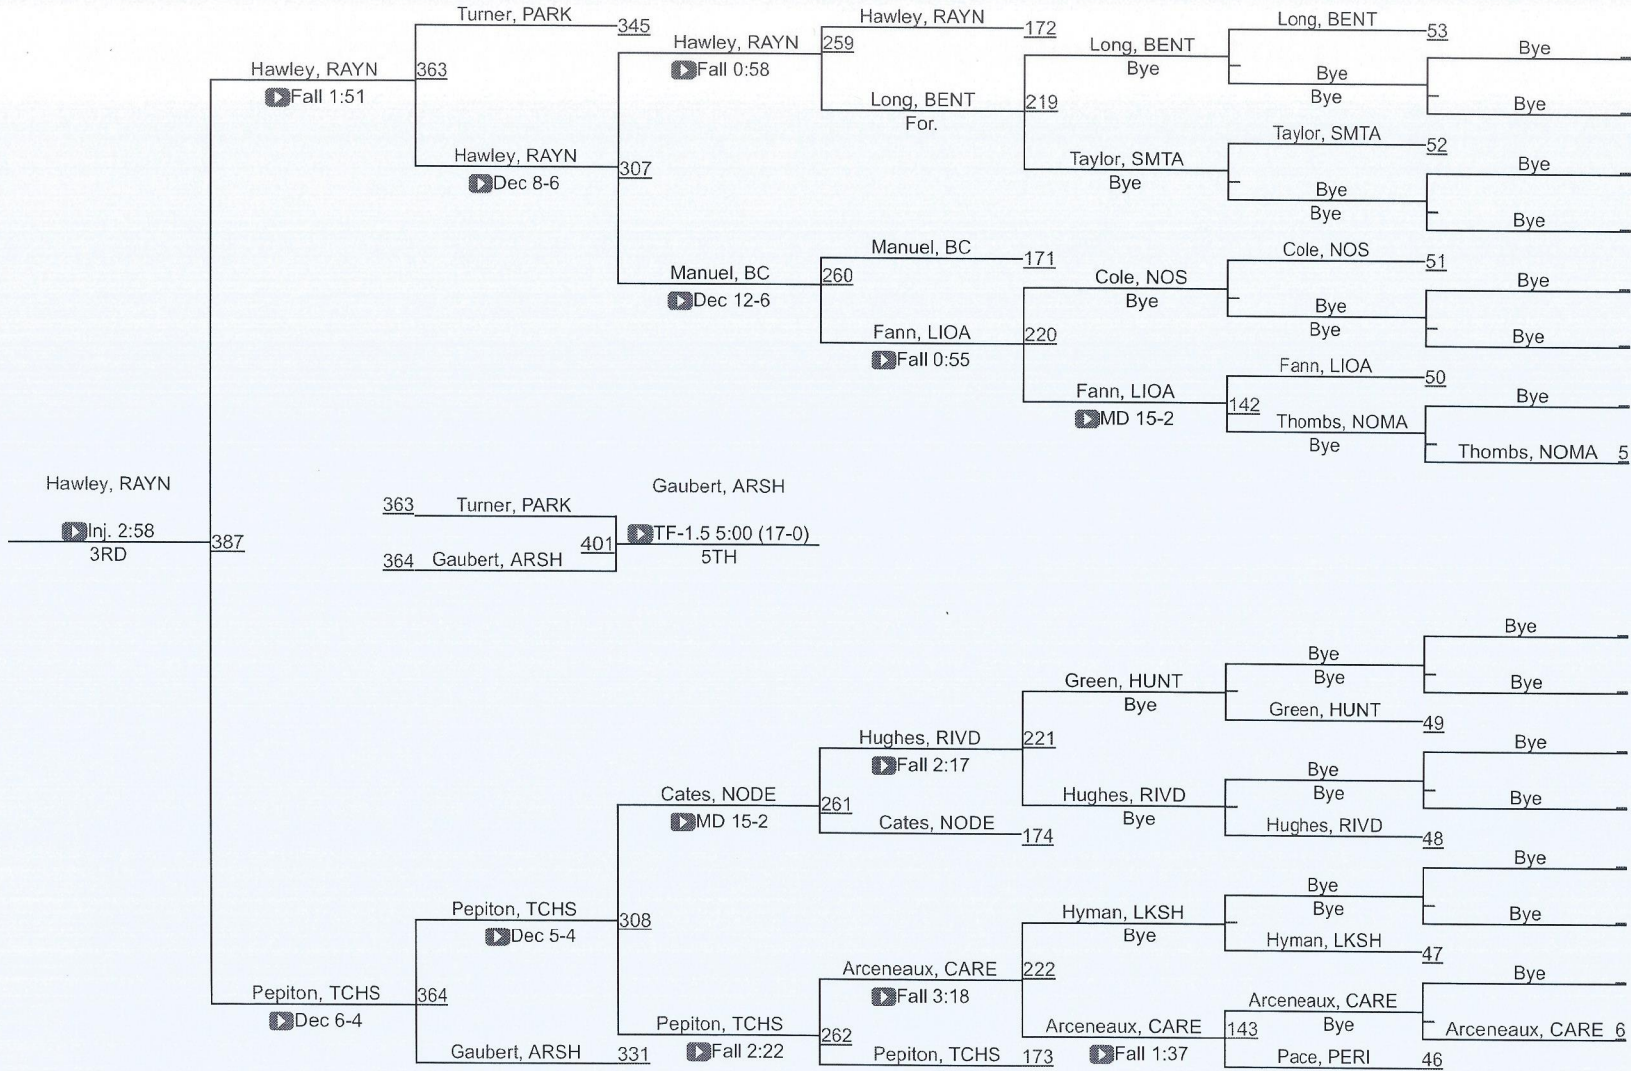 Turner, PARK
345
Hawley, RAYN
363
Fall 1:51
Hawley, RAYN
307
Dec 8-6
Hawley, RAYN
259
Fall 0:58
Hawley, RAYN
172
Long, BENT
219
For.
Long, BENT
Bye
Long, BENT
53
Bye
Bye
Bye
Bye
Taylor, SMTA
Bye
Taylor, SMTA
52
Bye
Bye
Bye
Bye
Manuel, BC
260
Dec 12-6
Manuel, BC
171
Fann, LIOA
220
Fall 0:55
Cole, NOS
Bye
Cole, NOS
51
Bye
Bye
Bye
Bye
Fann, LIOA
142
MD 15-2
Fann, LIOA
50
Thombs, NOMA
Bye
Bye
Thombs, NOMA 5
Hawley, RAYN
Inj. 2:58
3RD
387
363 Turner, PARK
364 Gaubert, ARSH
401
Gaubert, ARSH
TF-1.5 5:00 (17-0)
5TH
Pepiton, TCHS
364
Dec 6-4
Pepiton, TCHS
308
Dec 5-4
Gaubert, ARSH
331
Cates, NODE
261
MD 15-2
Hughes, RIVD
221
Fall 2:17
Cates, NODE
174
Green, HUNT
Bye
Bye
Bye
Bye
Bye
Green, HUNT
49
Hughes, RIVD
Bye
Bye
Bye
Bye
Bye
Hughes, RIVD
48
Pepiton, TCHS
262
Fall 2:22
Arceneaux, CARE
222
Fall 3:18
Pepiton, TCHS
173
Hyman, LKSH
Bye
Bye
Bye
Bye
Bye
Hyman, LKSH
47
Arceneaux, CARE
143
Fall 1:37
Arceneaux, CARE
Bye
Bye
Arceneaux, CARE 6
Pace, PERI
46